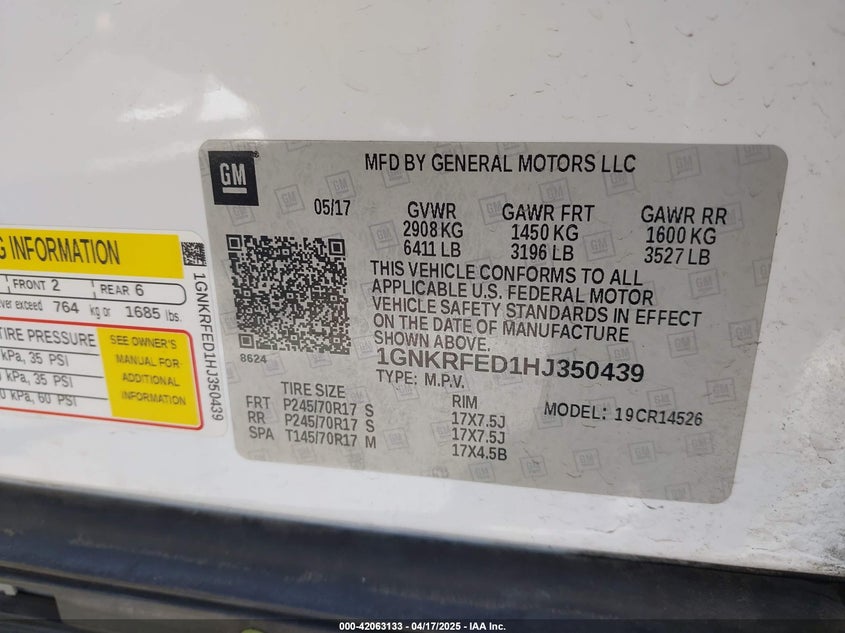 GM
MFD BY GENERAL MOTORS LLC
05/17
GVWR
2908 KG
6411 LB
GAWR FRT
1450 KG
3196 LB
GAWR RR
1600 KG
3527 LB
THIS VEHICLE CONFORMS TO ALL
APPLICABLE U.S. FEDERAL MOTOR
VEHICLE SAFETY STANDARDS IN EFFECT
ON THE DATE OF MANUFACTURE
SHOWN ABOVE.
1GNKRFED1HJ350439
TYPE: M.P.V.
8624
TIRE SIZE
RIM
FRT P245/70R17 S 17X7.5J
RR P245/70R17 S 17X7.5J
SPA T145/70R17 M 17X4.5B
MODEL: 19CR14526
INFORMATION
FRONT 2
REAR 6
exceed 764 kg or 1685 lbs.
TIRE PRESSURE
kPa, 35 PSI
kPa, 35 PSI
kPa, 60 PSI
SEE OWNER'S
MANUAL FOR
ADDITIONAL
INFORMATION
1GNKRFED1HJ350439
000-42063133 - 04/17/2025 - IAA Inc.